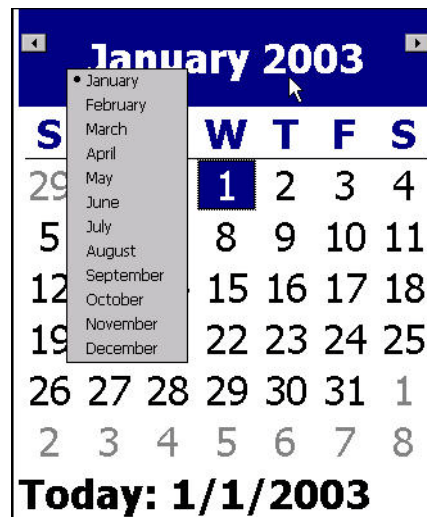 January 2003
January
February
March
April
May
June
July
August
September
October
November
December
S W T F S
29 1 2 3 4
5 8 9 10 11
12 15 16 17 18
19 22 23 24 25
26 27 28 29 30 31 1
2 3 4 5 6 7 8
Today: 1/1/2003